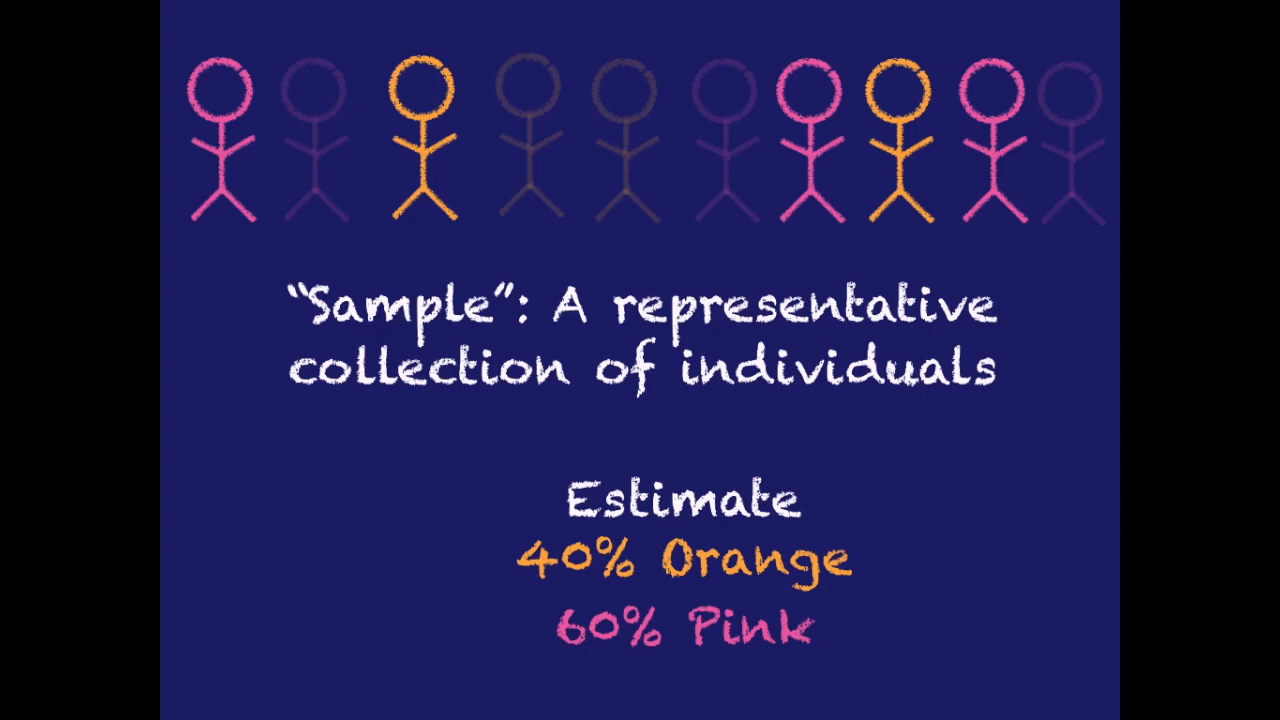 “Sample”: A representative
collection of individuals
Estimate
40% Orange
60% Pink